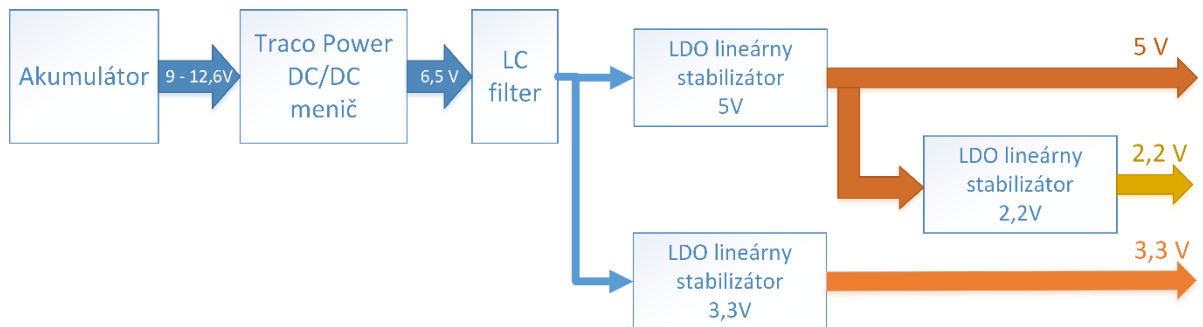 Akumulátor
9 - 12,6V
Traco Power
DC/DC
menič
6,5 V
LC
filter
LDO lineárny
stabilizátor
5V
5 V
LDO lineárny
stabilizátor
2,2V
2,2 V
LDO lineárny
stabilizátor
3,3V
3,3 V